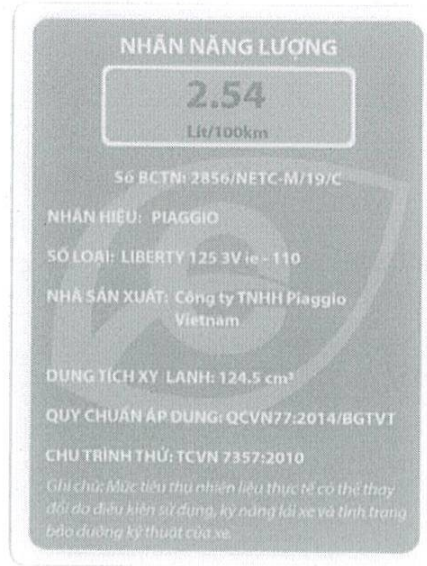 NHÃN NĂNG LƯỢNG
2.54
Lít/100km
Số BCTN: 2856/NETC-M/19/C
NHÃN HIỆU: PIAGGIO
SỐ LOẠI: LIBERTY 125 3V ie - 110
NHÀ SẢN XUẤT: Công ty TNHH Piaggio
Vietnam
DUNG TÍCH XY LANH: 124.5 cm³
QUY CHUẨN ÁP DỤNG: QCVN77:2014/BGTVT
CHU TRÌNH THỬ: TCVN 7357:2010
Ghi chú: Mức tiêu thụ nhiên liệu thực tế có thể thay
đổi do điều kiện sử dụng, kỹ năng lái xe và tình trạng
bảo dưỡng kỹ thuật của xe.